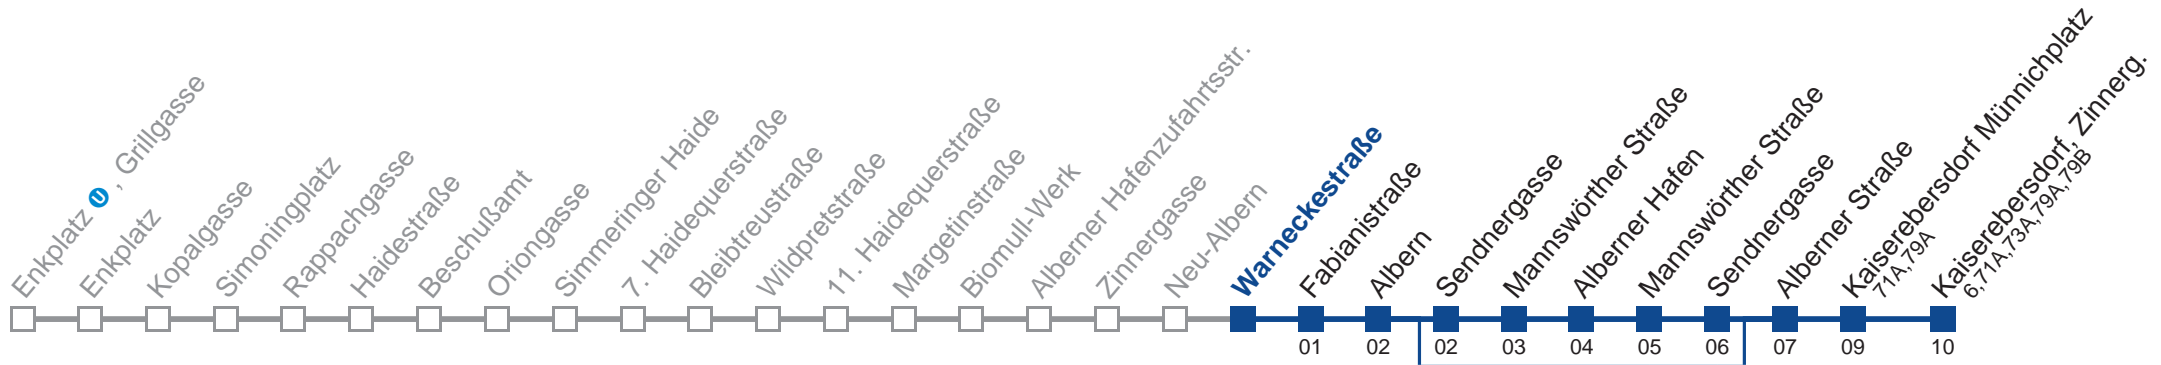 Enkplatz U , Grillgasse
Enkplatz
Kopalgasse
Simoningplatz
Rappachgasse
Haidestraße
Beschußamt
Oriongasse
Simmeringer Haide
7. Haidequerstraße
Bleibtreustraße
Wildpretstraße
11. Haidequerstraße
Margetinstraße
Biomull-Werk
Alberner Hafenzufahrtsstr.
Zinnergasse
Neu-Albern
Warneckestraße
Fabianistraße
Albern
Sendnergasse
Mannswörther Straße
Alberner Hafen
Mannswörther Straße
Sendnergasse
Alberner Straße
Kaiserebersdorf Münnichplatz
71A,79A
Kaiserebersdorf, Zinnerg.
6,71A,73A,79A,79B
01 02 02 03 04 05 06 07 09 10